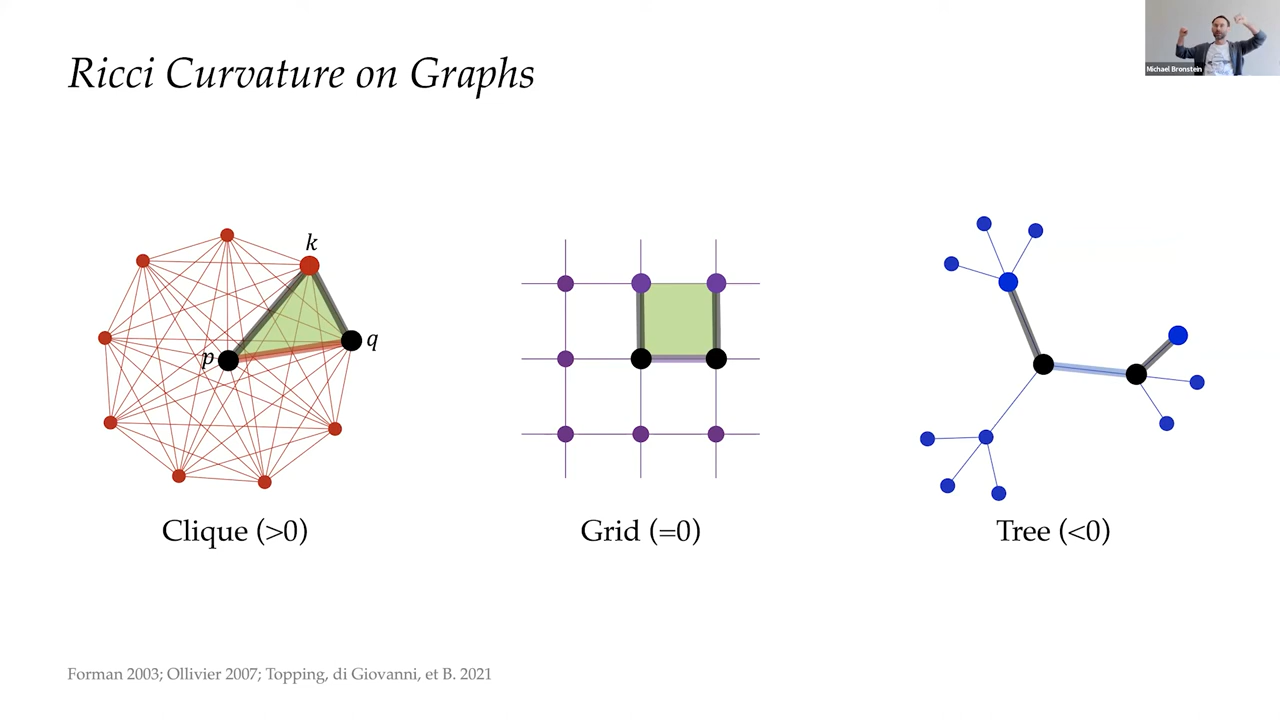 Ricci Curvature on Graphs
Michael Bronstein
k
p
q
Clique (>0)
Grid (=0)
Tree (<0)
Forman 2003; Ollivier 2007; Topping, di Giovanni, et B. 2021